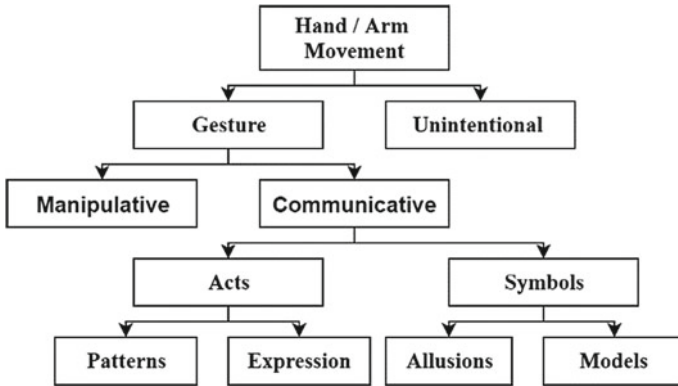 Hand / Arm
Movement
Gesture
Unintentional
Manipulative
Communicative
Acts
Symbols
Patterns
Expression
Allusions
Models